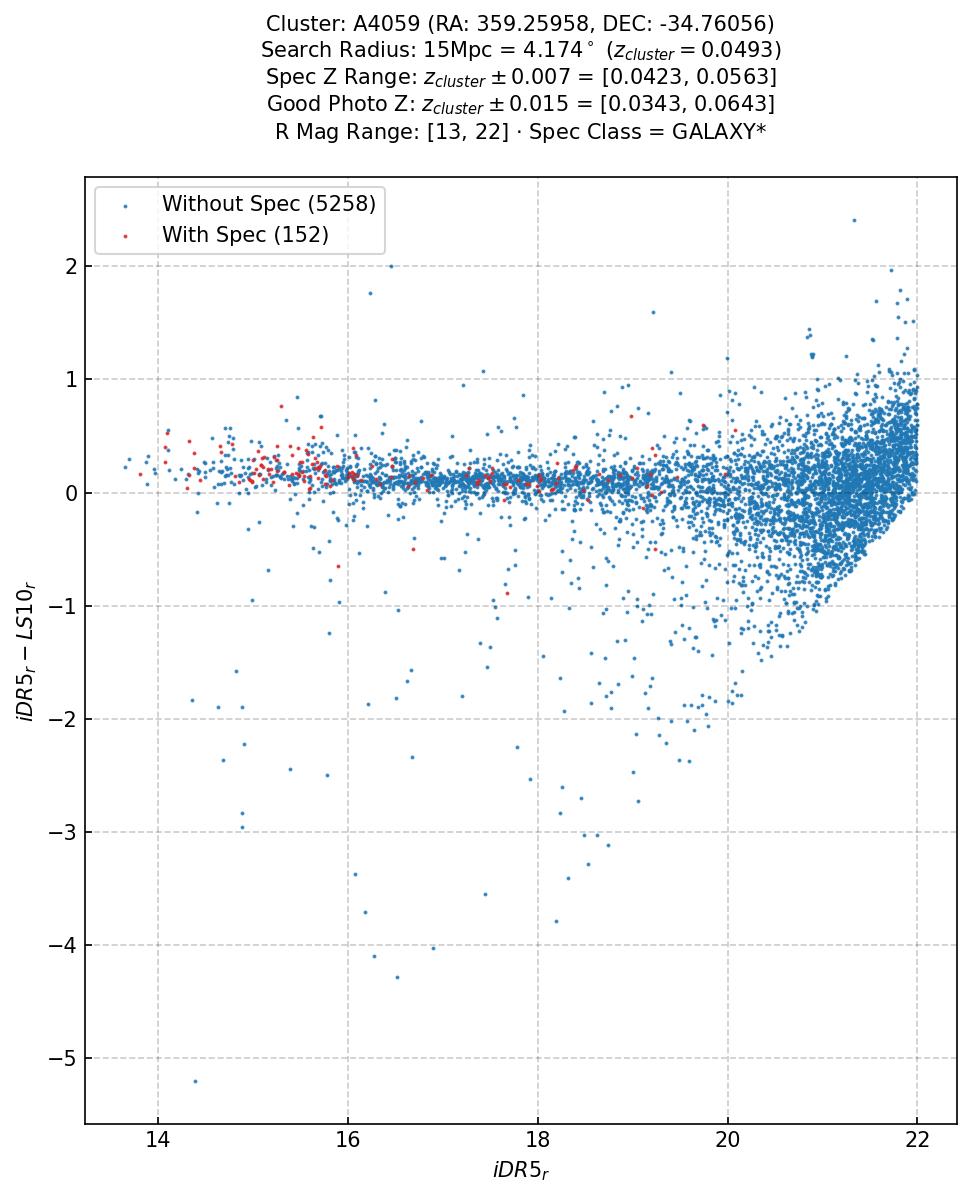 Cluster: A4059 (RA: 359.25958, DEC: -34.76056)
Search Radius: 15Mpc = 4.174° (z_cluster = 0.0493)
Spec Z Range: z_cluster ± 0.007 = [0.0423, 0.0563]
Good Photo Z: z_cluster ± 0.015 = [0.0343, 0.0643]
R Mag Range: [13, 22] · Spec Class = GALAXY*
Without Spec (5258)
With Spec (152)
2
1
0
−1
−2
−3
−4
−5
iDR5_r − LS10_r
14 16 18 20 22
iDR5_r